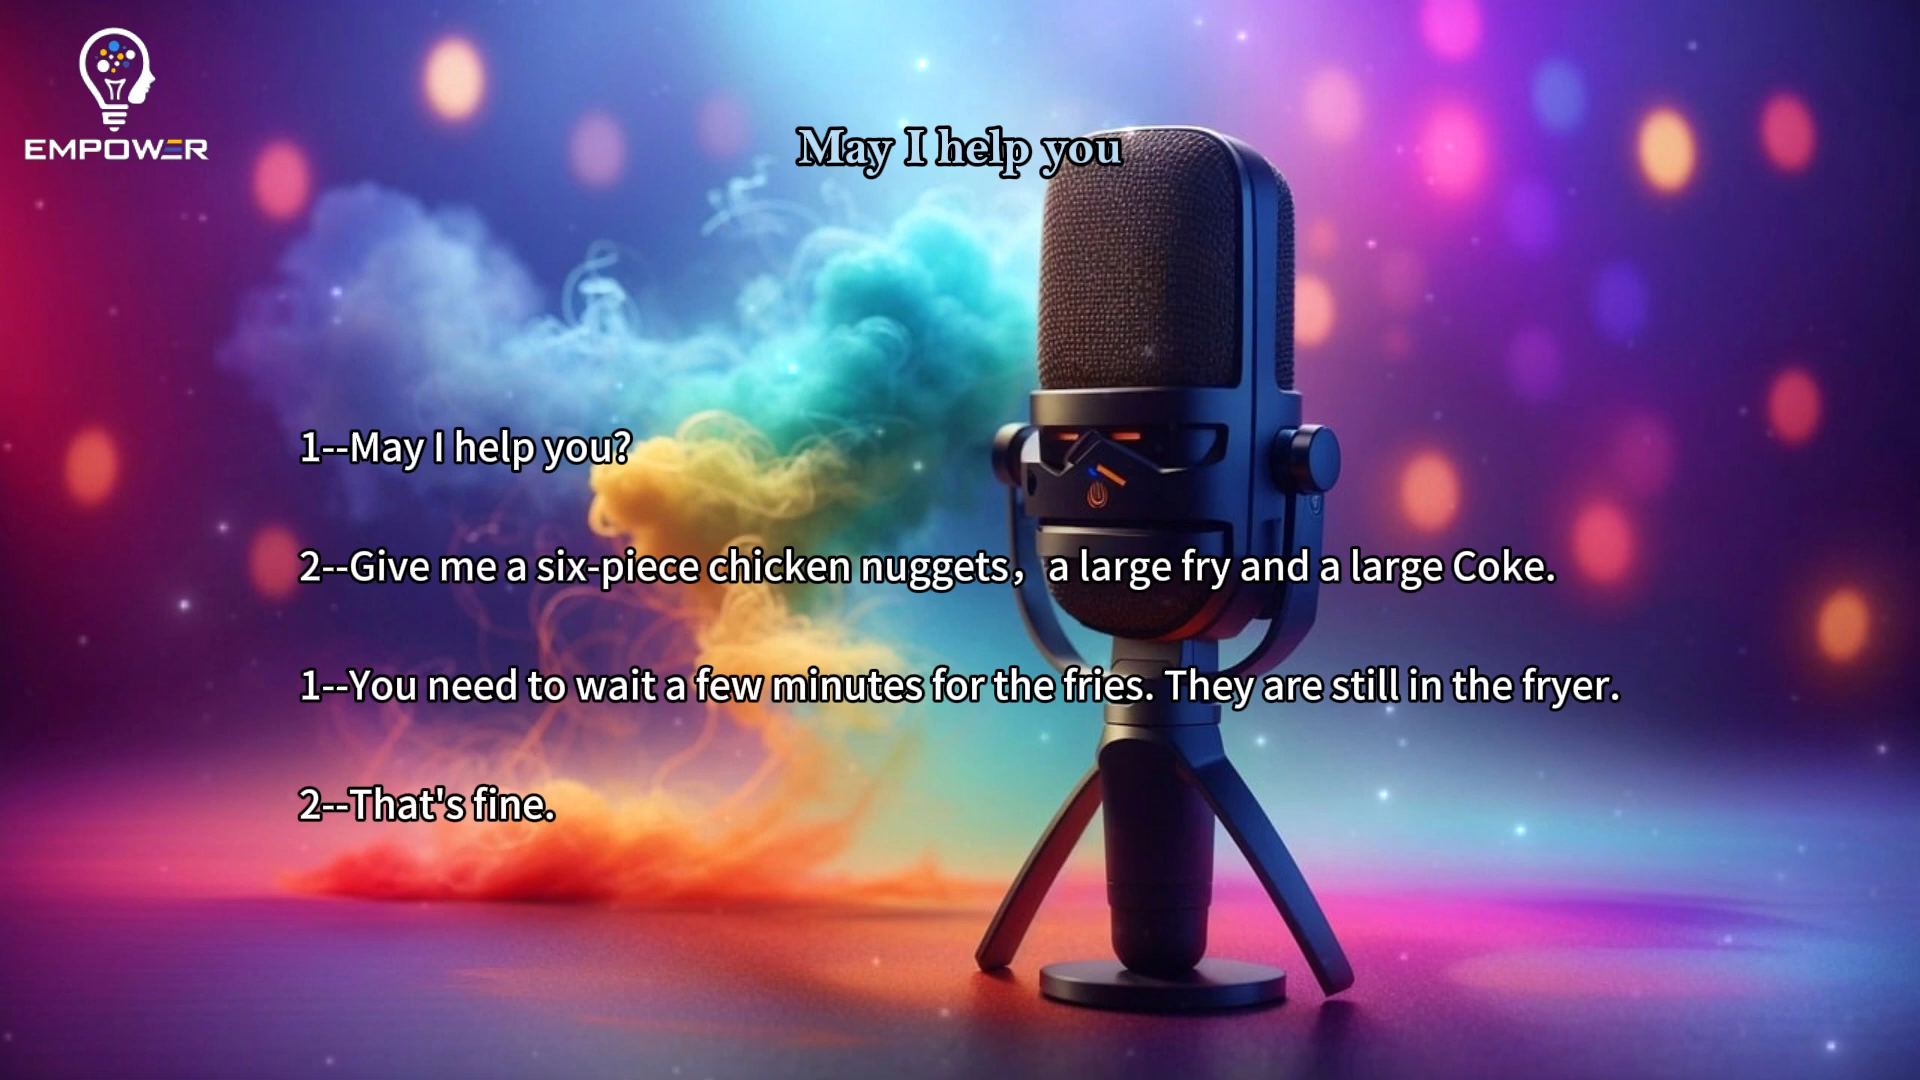 EMPOWER
May I help you
1--May I help you?
2--Give me a six-piece chicken nuggets，a large fry and a large Coke.
1--You need to wait a few minutes for the fries. They are still in the fryer.
2--That's fine.